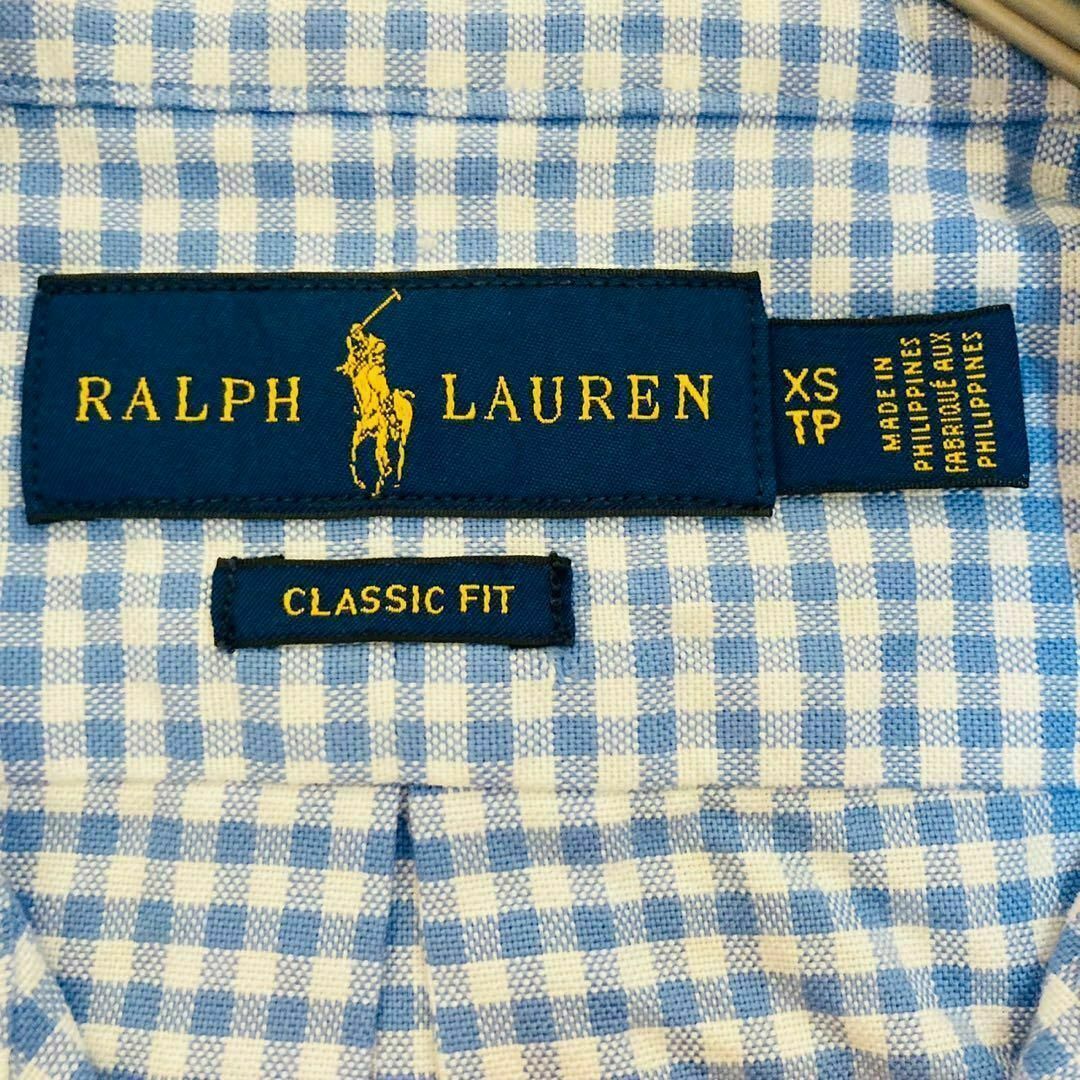 RALPH LAUREN
XS
TP
MADE IN
PHILIPPINES
FABRIQUÉ AUX
PHILIPPINES
CLASSIC FIT